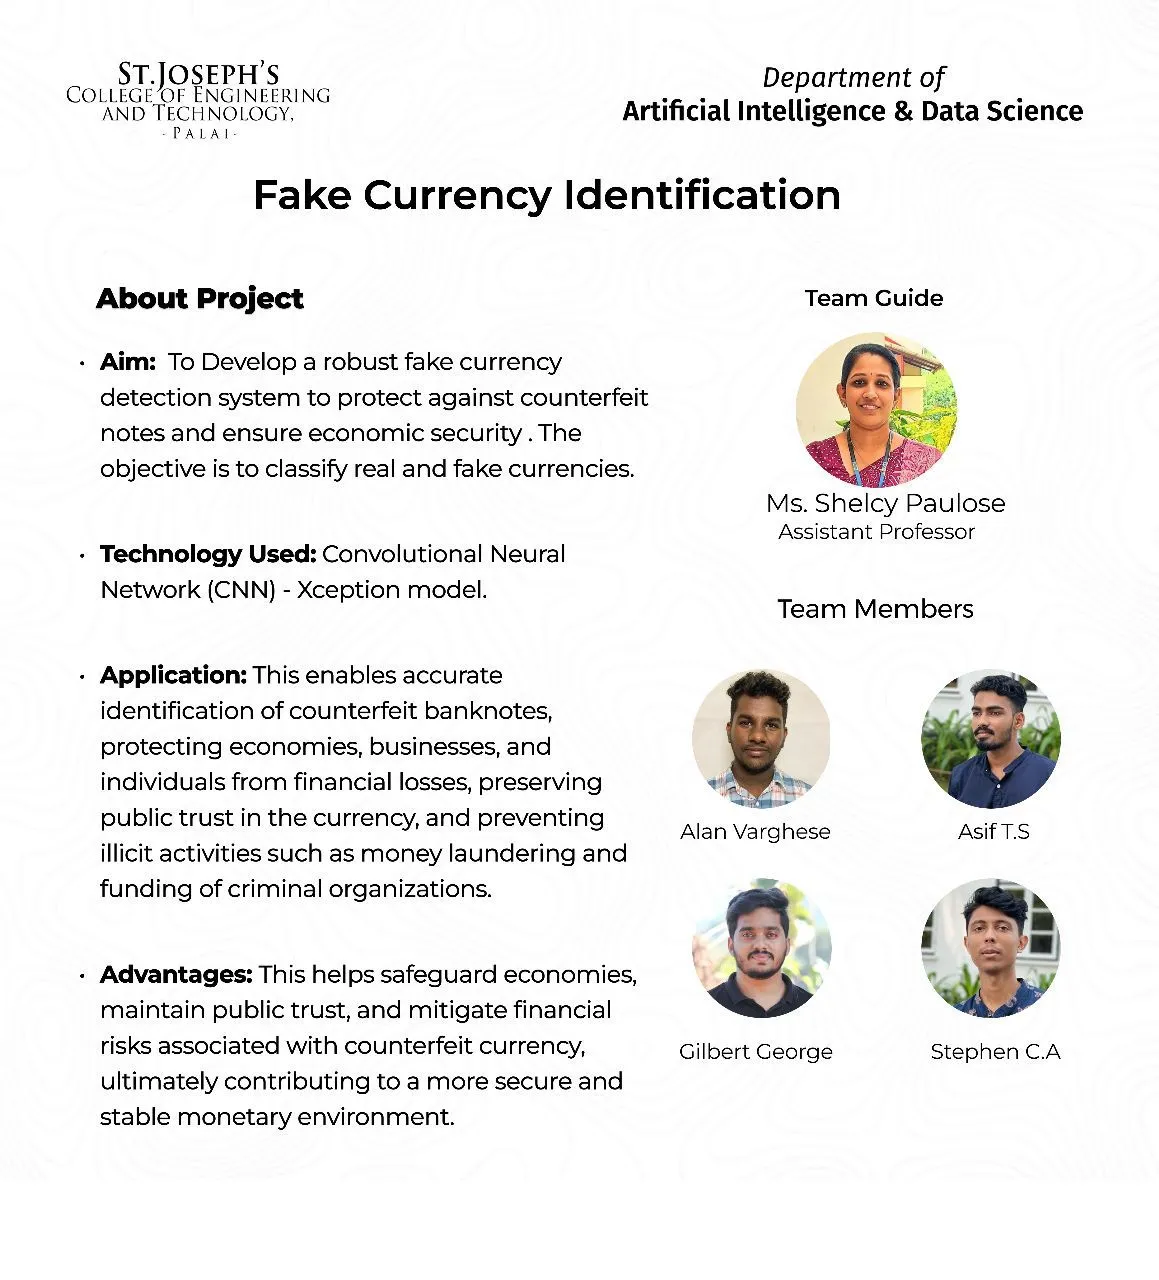 ST.JOSEPH'S
COLLEGE OF ENGINEERING
AND TECHNOLOGY,
- PALAI-
Department of
Artificial Intelligence & Data Science
Fake Currency Identification
About Project
• Aim: To Develop a robust fake currency
detection system to protect against counterfeit
notes and ensure economic security . The
objective is to classify real and fake currencies.
• Technology Used: Convolutional Neural
Network (CNN) - Xception model.
• Application: This enables accurate
identification of counterfeit banknotes,
protecting economies, businesses, and
individuals from financial losses, preserving
public trust in the currency, and preventing
illicit activities such as money laundering and
funding of criminal organizations.
• Advantages: This helps safeguard economies,
maintain public trust, and mitigate financial
risks associated with counterfeit currency,
ultimately contributing to a more secure and
stable monetary environment.
Team Guide
Ms. Shelcy Paulose
Assistant Professor
Team Members
Alan Varghese
Asif T.S
Gilbert George
Stephen C.A